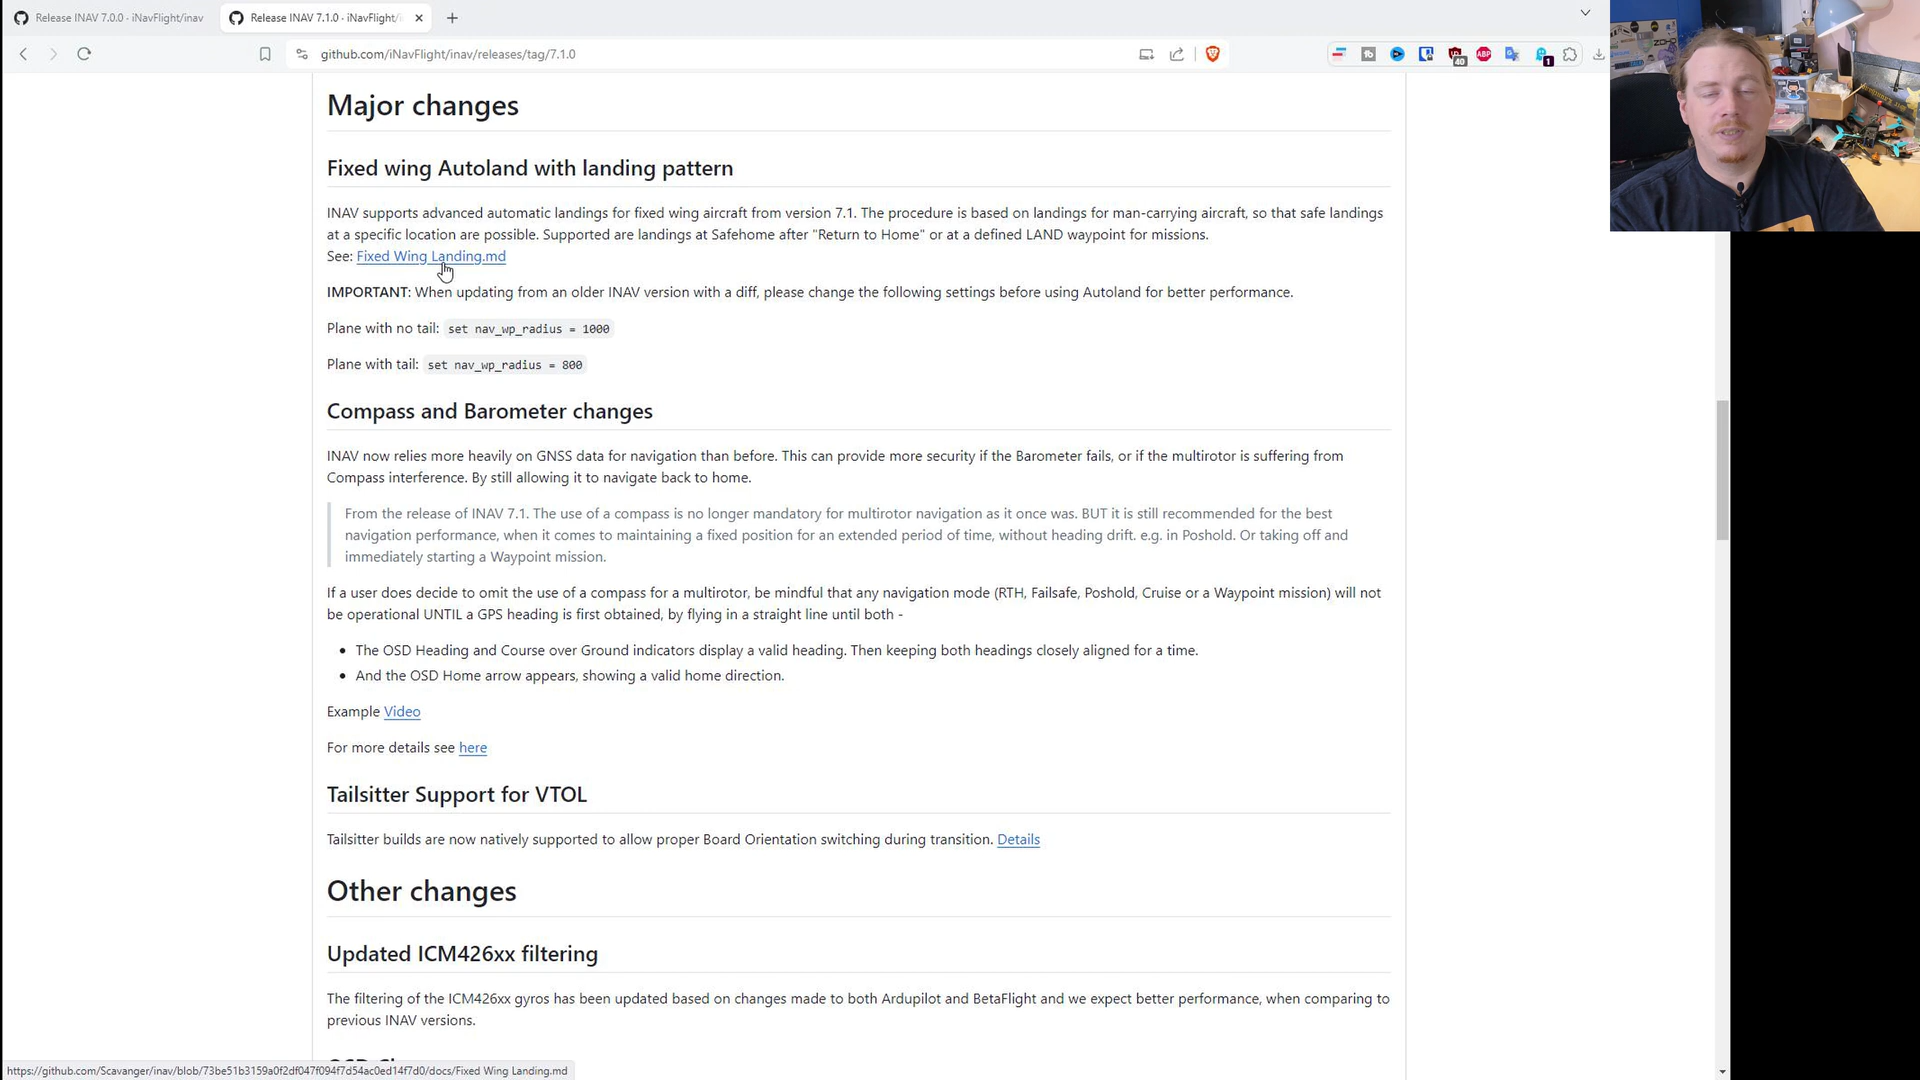 Release INAV 7.0.0 · iNavFlight/inav
Release INAV 7.1.0 · iNavFlight/i
github.com/iNavFlight/inav/releases/tag/7.1.0
40
ABP
1
Major changes
Fixed wing Autoland with landing pattern
INAV supports advanced automatic landings for fixed wing aircraft from version 7.1. The procedure is based on landings for man-carrying aircraft, so that safe landings
at a specific location are possible. Supported are landings at Safehome after "Return to Home" or at a defined LAND waypoint for missions.
See: Fixed Wing Landing.md
IMPORTANT: When updating from an older INAV version with a diff, please change the following settings before using Autoland for better performance.
Plane with no tail: set nav_wp_radius = 1000
Plane with tail: set nav_wp_radius = 800
Compass and Barometer changes
INAV now relies more heavily on GNSS data for navigation than before. This can provide more security if the Barometer fails, or if the multirotor is suffering from
Compass interference. By still allowing it to navigate back to home.
From the release of INAV 7.1. The use of a compass is no longer mandatory for multirotor navigation as it once was. BUT it is still recommended for the best
navigation performance, when it comes to maintaining a fixed position for an extended period of time, without heading drift. e.g. in Poshold. Or taking off and
immediately starting a Waypoint mission.
If a user does decide to omit the use of a compass for a multirotor, be mindful that any navigation mode (RTH, Failsafe, Poshold, Cruise or a Waypoint mission) will not
be operational UNTIL a GPS heading is first obtained, by flying in a straight line until both -
• The OSD Heading and Course over Ground indicators display a valid heading. Then keeping both headings closely aligned for a time.
• And the OSD Home arrow appears, showing a valid home direction.
Example Video
For more details see here
Tailsitter Support for VTOL
Tailsitter builds are now natively supported to allow proper Board Orientation switching during transition. Details
Other changes
Updated ICM426xx filtering
The filtering of the ICM426xx gyros has been updated based on changes made to both Ardupilot and BetaFlight and we expect better performance, when comparing to
previous INAV versions.
https://github.com/Scavanger/inav/blob/73be51b3159a0f2df047f094f7d54ac0ed14f7d0/docs/Fixed Wing Landing.md